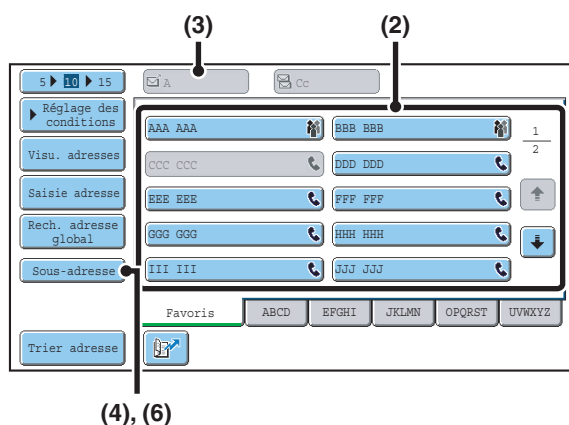 (3)
(2)
5 10 15
A
Cc
Réglage des
conditions
AAA AAA
BBB BBB
1
2
Visu. adresses
CCC CCC
DDD DDD
Saisie adresse
EEE EEE
FFF FFF
Rech. adresse
global
GGG GGG
HHH HHH
Sous-adresse
III III
JJJ JJJ
Favoris
ABCD
EFGHI
JKLMN
OPQRST
UVWXYZ
Trier adresse
(4), (6)